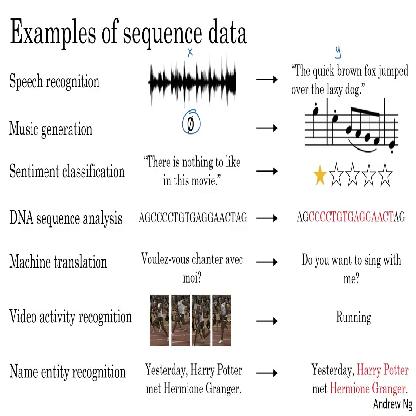 Examples of sequence data
x
y
Speech recognition
"The quick brown fox jumped
over the lazy dog."
Music generation
∅
Sentiment classification
"There is nothing to like
in this movie."
DNA sequence analysis
AGCCCCTGTGAGGAACTAG
AGCCCCTGTGAGGAACTAG
Machine translation
Voulez-vous chanter avec
moi?
Do you want to sing with
me?
Video activity recognition
Running
Name entity recognition
Yesterday, Harry Potter
met Hermione Granger.
Yesterday, Harry Potter
met Hermione Granger.
Andrew Ng